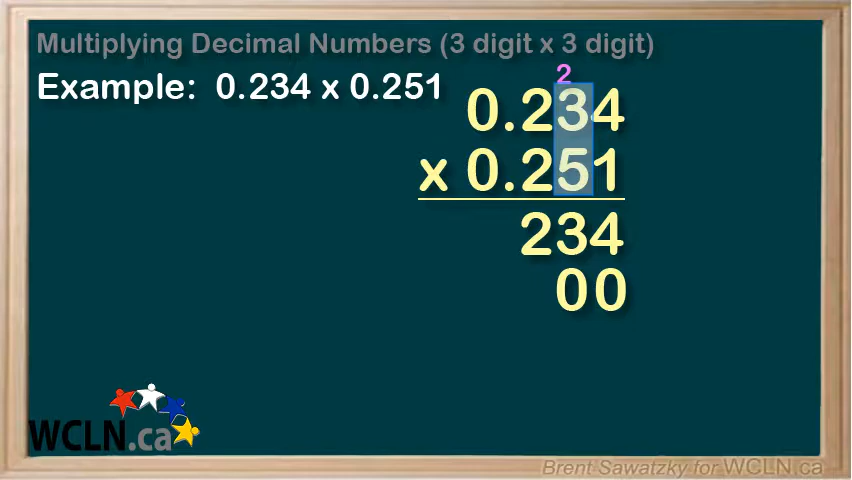 Multiplying Decimal Numbers (3 digit x 3 digit)
Example: 0.234 x 0.251
2
0.234
x 0.251
234
00
WCLN.ca
Brent Sawatzky for WCLN.ca